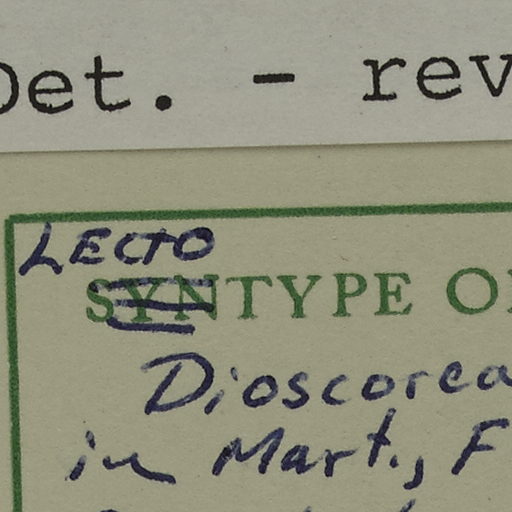 Det. - rev
LECTO
SYNTYPE O
Dioscorea
in Mart., F